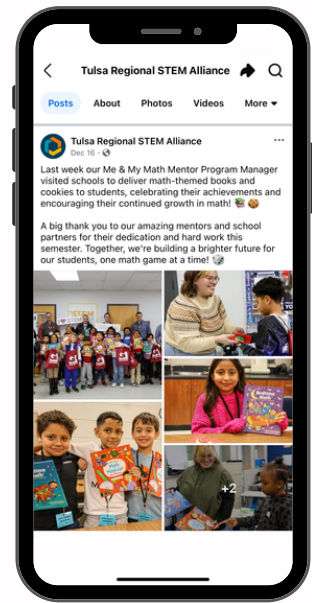 Tulsa Regional STEM Alliance
Posts About Photos Videos More
Tulsa Regional STEM Alliance
Dec 16
Last week our Me & My Math Mentor Program Manager
visited schools to deliver math-themed books and
cookies to students, celebrating their achievements and
encouraging their continued growth in math! 📚 🍪
A big thank you to our amazing mentors and school
partners for their dedication and hard work this
semester. Together, we're building a brighter future for
our students, one math game at a time! 🎲
I ❤ STEM
Bedtime
Math
+2